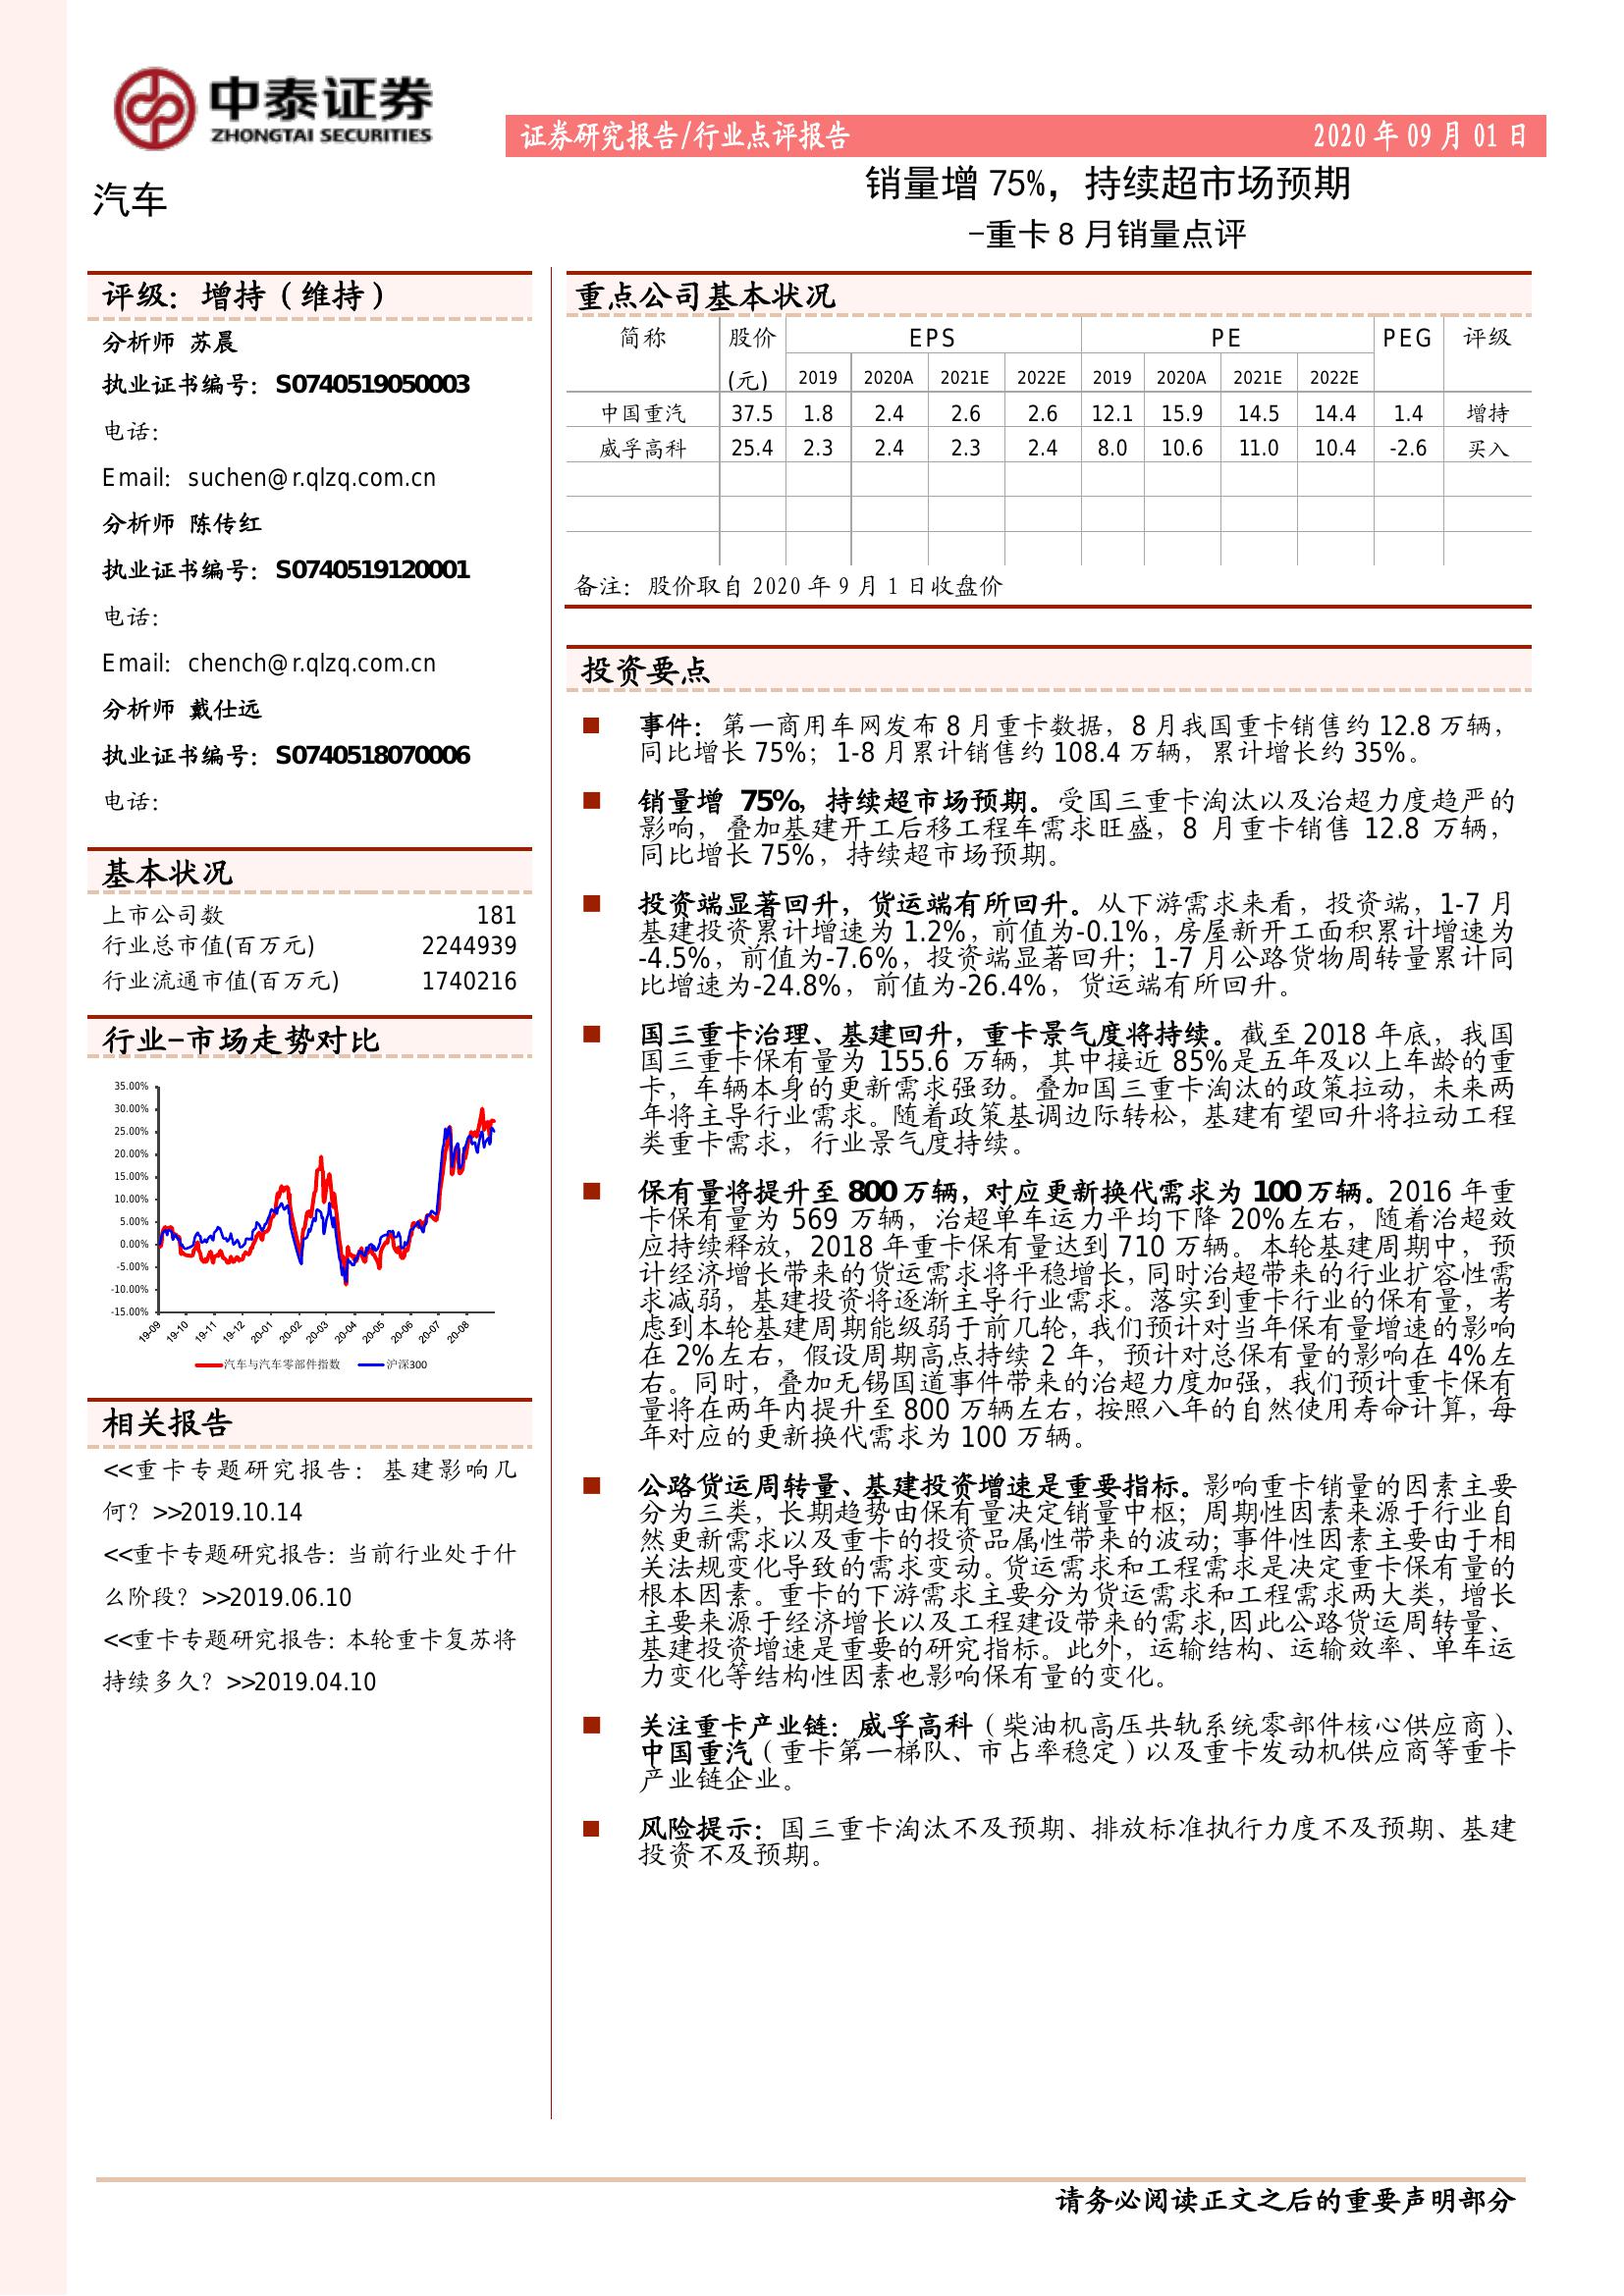 中泰证券
ZHONGTAI SECURITIES
证券研究报告/行业点评报告 2020 年 09 月 01 日
汽车
销量增 75%，持续超市场预期
-重卡 8 月销量点评
评级：增持（维持）
分析师 苏晨
执业证书编号：S0740519050003
电话：
Email: suchen@r.qlzq.com.cn
分析师 陈传红
执业证书编号：S0740519120001
电话：
Email: chench@r.qlzq.com.cn
分析师 戴仕远
执业证书编号：S0740518070006
电话：
基本状况
上市公司数 181
行业总市值(百万元) 2244939
行业流通市值(百万元) 1740216
行业-市场走势对比
35.00%
30.00%
25.00%
20.00%
15.00%
10.00%
5.00%
0.00%
-5.00%
-10.00%
-15.00%
19-09 19-10 19-11 19-12 20-01 20-02 20-03 20-04 20-05 20-06 20-07 20-08
汽车与汽车零部件指数 沪深300
相关报告
<<重卡专题研究报告：基建影响几
何？>>2019.10.14
<<重卡专题研究报告：当前行业处于什
么阶段？>>2019.06.10
<<重卡专题研究报告：本轮重卡复苏将
持续多久？>>2019.04.10
重点公司基本状况
简称 股价 EPS PE PEG 评级
(元) 2019 2020A 2021E 2022E 2019 2020A 2021E 2022E
中国重汽 37.5 1.8 2.4 2.6 2.6 12.1 15.9 14.5 14.4 1.4 增持
威孚高科 25.4 2.3 2.4 2.3 2.4 8.0 10.6 11.0 10.4 -2.6 买入
备注：股价取自 2020 年 9 月 1 日收盘价
投资要点
事件：第一商用车网发布 8 月重卡数据，8 月我国重卡销售约 12.8 万辆，
同比增长 75%；1-8 月累计销售约 108.4 万辆，累计增长约 35%。
销量增 75%，持续超市场预期。受国三重卡淘汰以及治超力度趋严的
影响，叠加基建开工后移工程车需求旺盛，8 月重卡销售 12.8 万辆，
同比增长 75%，持续超市场预期。
投资端显著回升，货运端有所回升。从下游需求来看，投资端，1-7 月
基建投资累计增速为 1.2%，前值为-0.1%，房屋新开工面积累计增速为
-4.5%，前值为-7.6%，投资端显著回升；1-7 月公路货物周转量累计同
比增速为-24.8%，前值为-26.4%，货运端有所回升。
国三重卡治理、基建回升，重卡景气度将持续。截至 2018 年底，我国
国三重卡保有量为 155.6 万辆，其中接近 85%是五年及以上车龄的重
卡，车辆本身的更新需求强劲。叠加国三重卡淘汰的政策拉动，未来两
年将主导行业需求。随着政策基调边际转松，基建有望回升将拉动工程
类重卡需求，行业景气度持续。
保有量将提升至 800 万辆，对应更新换代需求为 100 万辆。2016 年重
卡保有量为 569 万辆，治超单车运力平均下降 20%左右，随着治超效
应持续释放，2018 年重卡保有量达到 710 万辆。本轮基建周期中，预
计经济增长带来的货运需求将平稳增长，同时治超带来的行业扩容性需
求减弱，基建投资将逐渐主导行业需求。落实到重卡行业的保有量，考
虑到本轮基建周期能级弱于前几轮，我们预计对当年保有量增速的影响
在 2%左右，假设周期高点持续 2 年，预计对总保有量的影响在 4%左
右。同时，叠加无锡国道事件带来的治超力度加强，我们预计重卡保有
量将在两年内提升至 800 万辆左右，按照八年的自然使用寿命计算，每
年对应的更新换代需求为 100 万辆。
公路货运周转量、基建投资增速是重要指标。影响重卡销量的因素主要
分为三类，长期趋势由保有量决定销量中枢；周期性因素来源于行业自
然更新需求以及重卡的投资品属性带来的波动；事件性因素主要由于相
关法规变化导致的需求变动。货运需求和工程需求是决定重卡保有量的
根本因素。重卡的下游需求主要分为货运需求和工程需求两大类，增长
主要来源于经济增长以及工程建设带来的需求,因此公路货运周转量、
基建投资增速是重要的研究指标。此外，运输结构、运输效率、单车运
力变化等结构性因素也影响保有量的变化。
关注重卡产业链：威孚高科（柴油机高压共轨系统零部件核心供应商）、
中国重汽（重卡第一梯队、市占率稳定）以及重卡发动机供应商等重卡
产业链企业。
风险提示：国三重卡淘汰不及预期、排放标准执行力度不及预期、基建
投资不及预期。
请务必阅读正文之后的重要声明部分